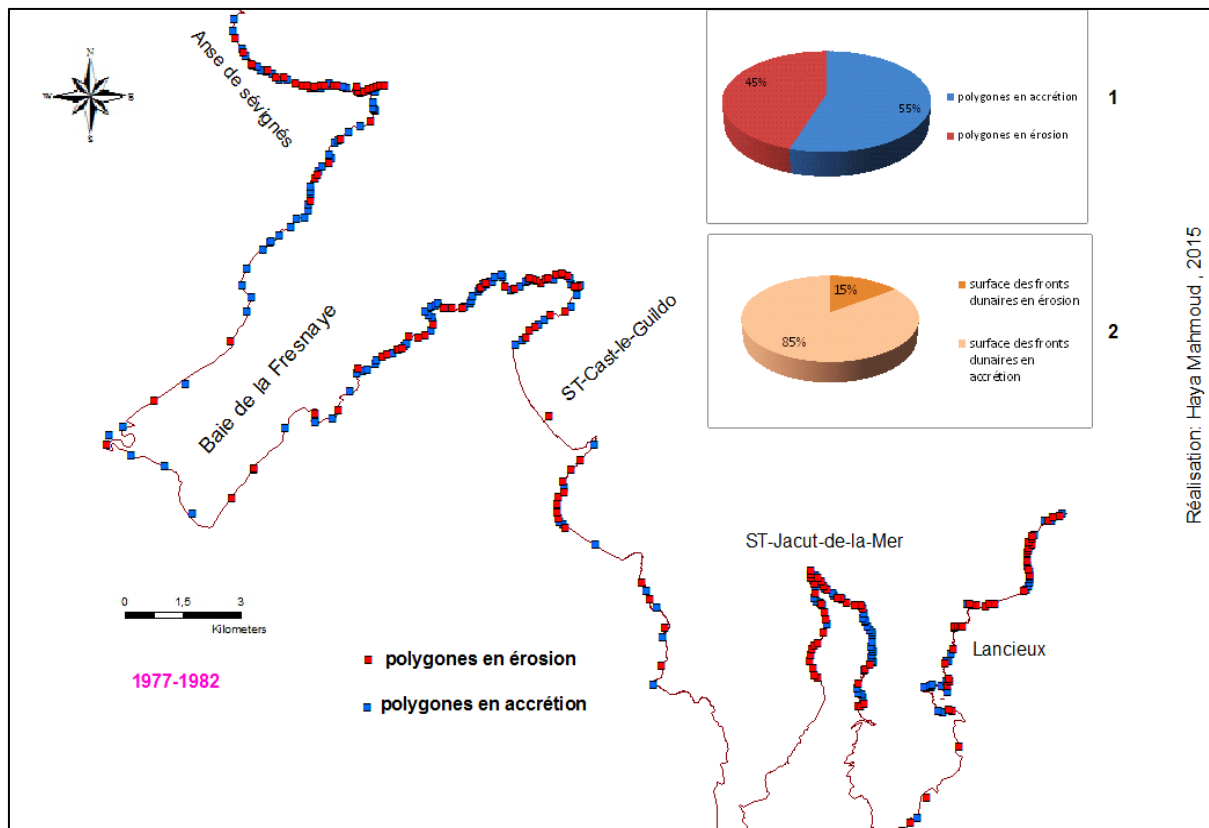 N
W
E
S
Anse de sévignés
Baie de la Fresnaye
ST-Cast-le-Guildo
ST-Jacut-de-la-Mer
Lancieux
0 1,5 3
Kilometers
1977-1982
polygones en érosion
polygones en accrétion
45%
55%
polygones en accrétion
polygones en érosion
1
15%
85%
surface des fronts
dunaires en érosion
surface des fronts
dunaires en
accrétion
2
Réalisation: Haya Mahmoud , 2015